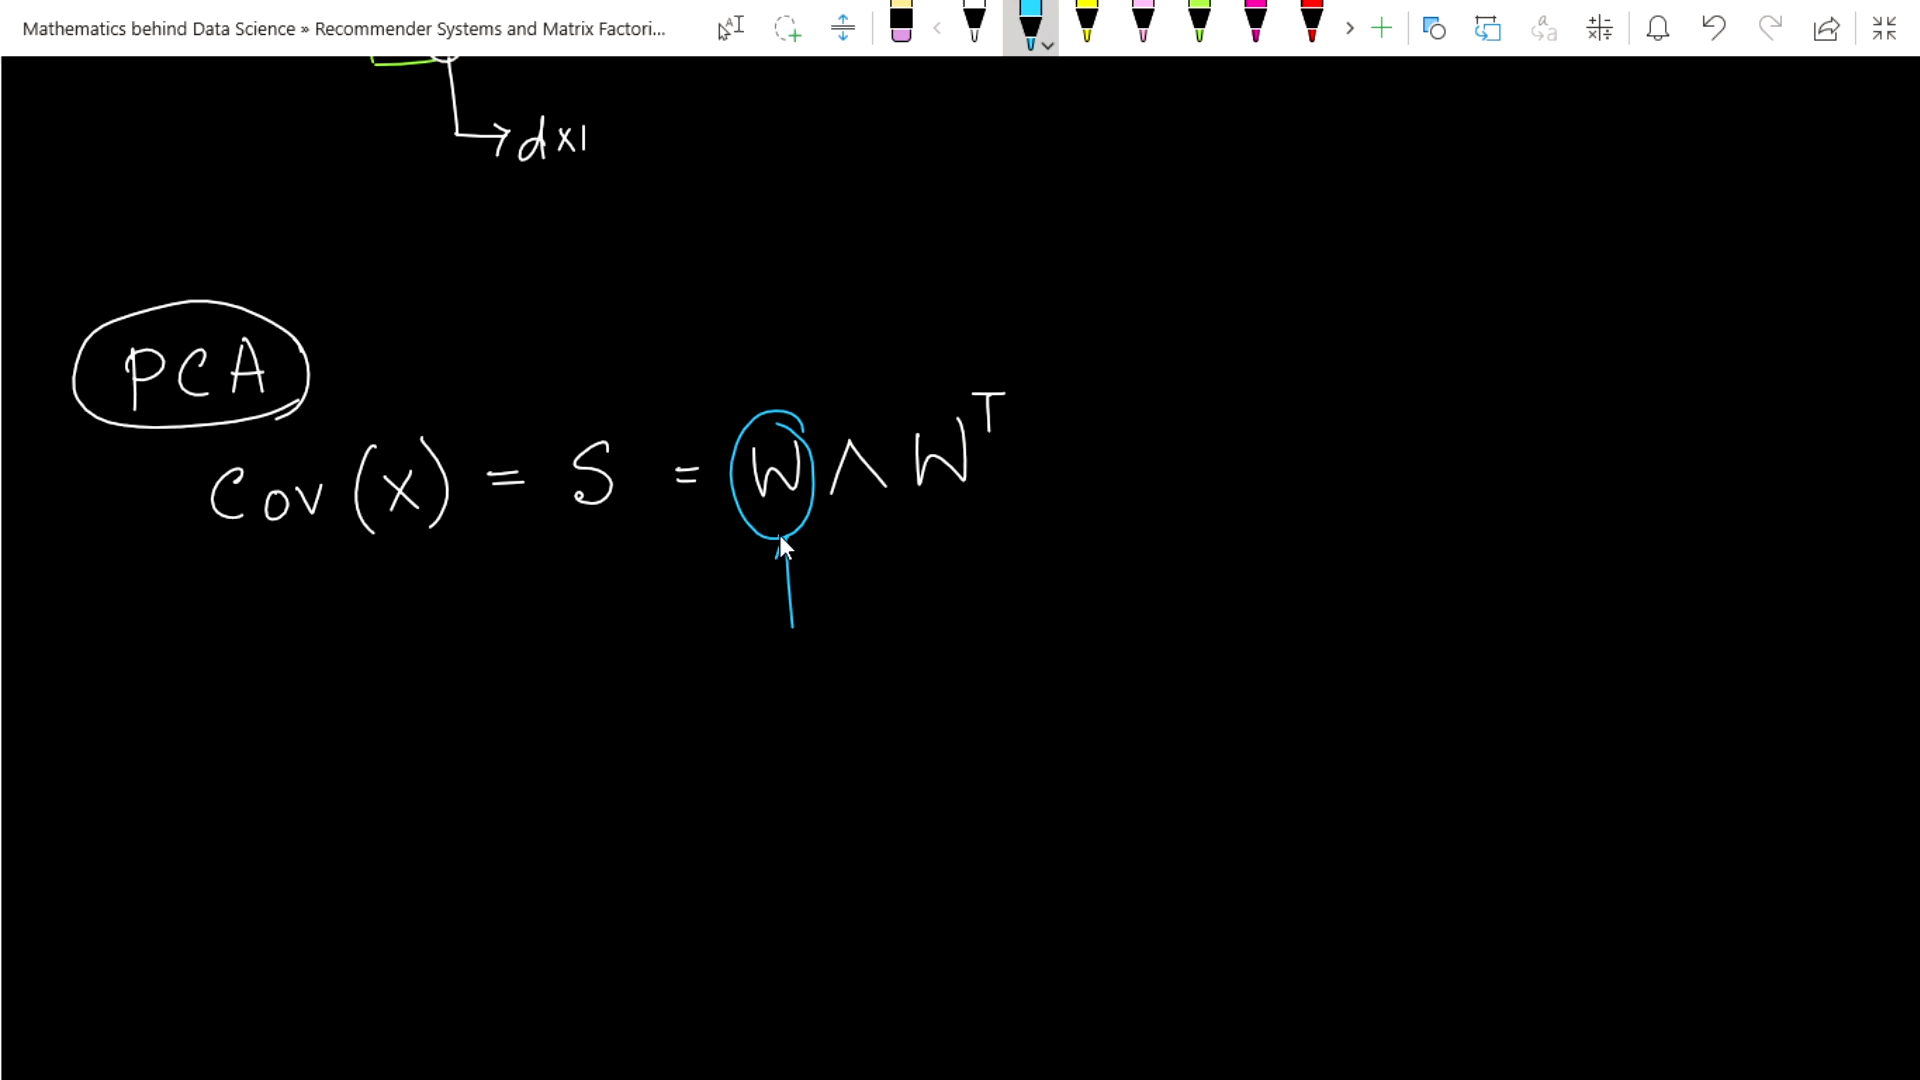 Mathematics behind Data Science » Recommender Systems and Matrix Factori...
→ d×1
PCA
Cov(X) = S = W Λ W^T